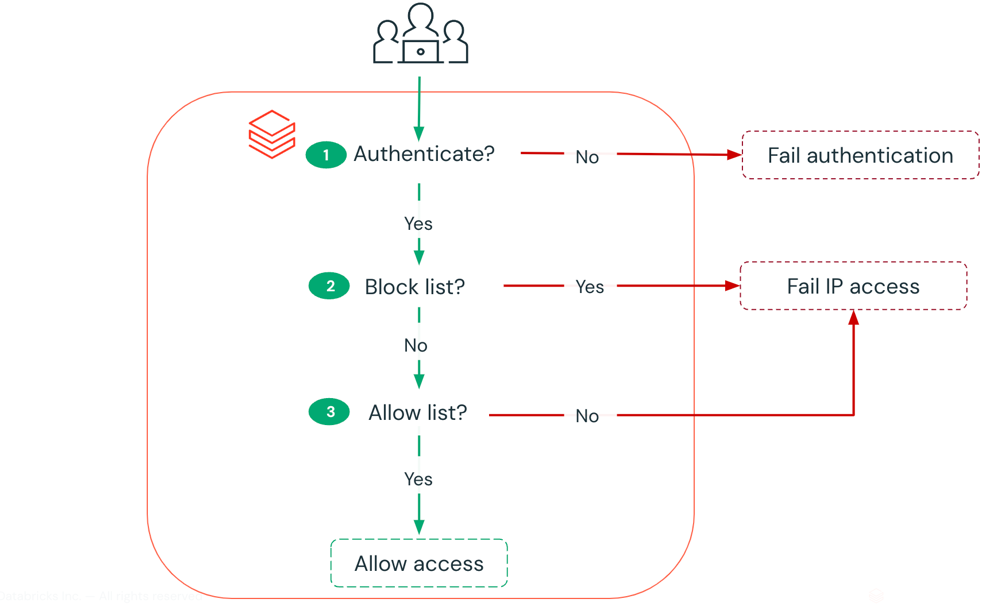 1 Authenticate?
No
Fail authentication
Yes
2 Block list?
Yes
Fail IP access
No
3 Allow list?
No
Yes
Allow access